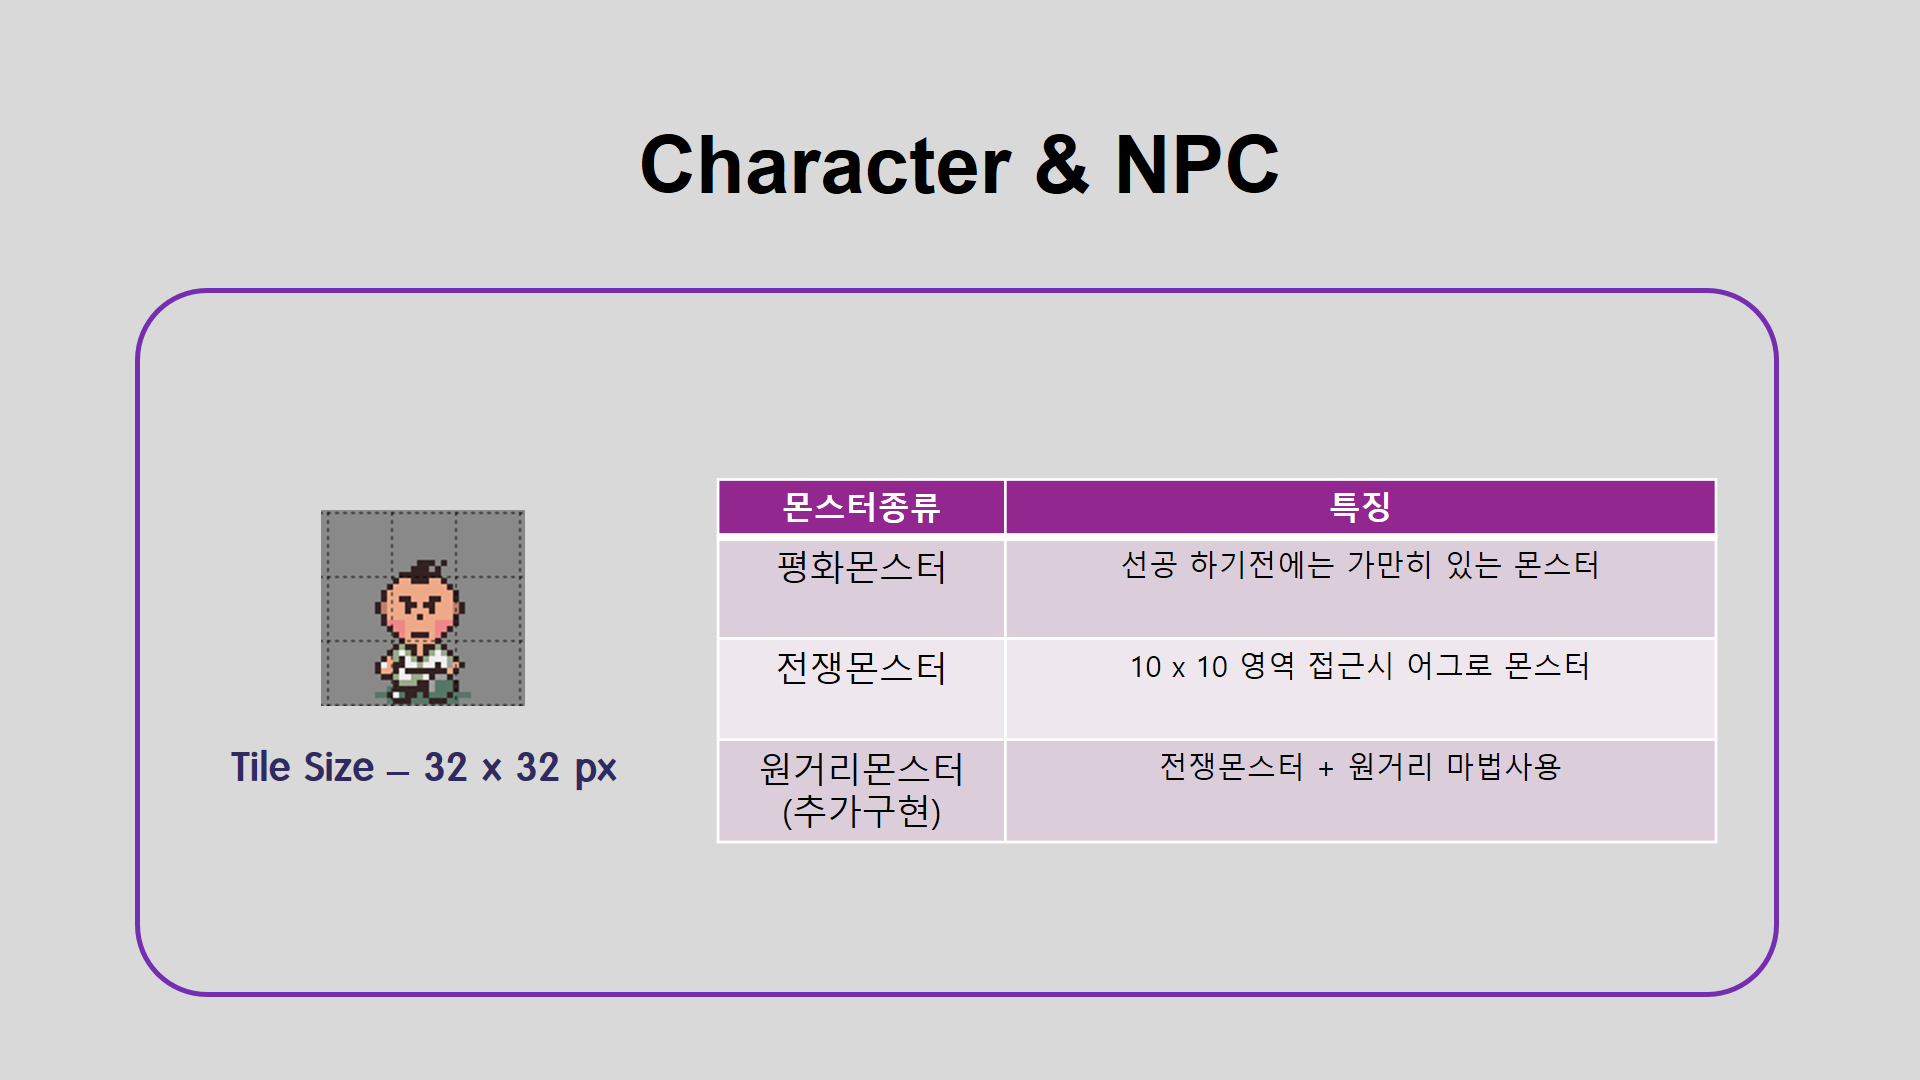 Character & NPC
몬스터종류 특징
평화몬스터 선공 하기전에는 가만히 있는 몬스터
전쟁몬스터 10 x 10 영역 접근시 어그로 몬스터
원거리몬스터 전쟁몬스터 + 원거리 마법사용
(추가구현)
Tile Size – 32 × 32 px